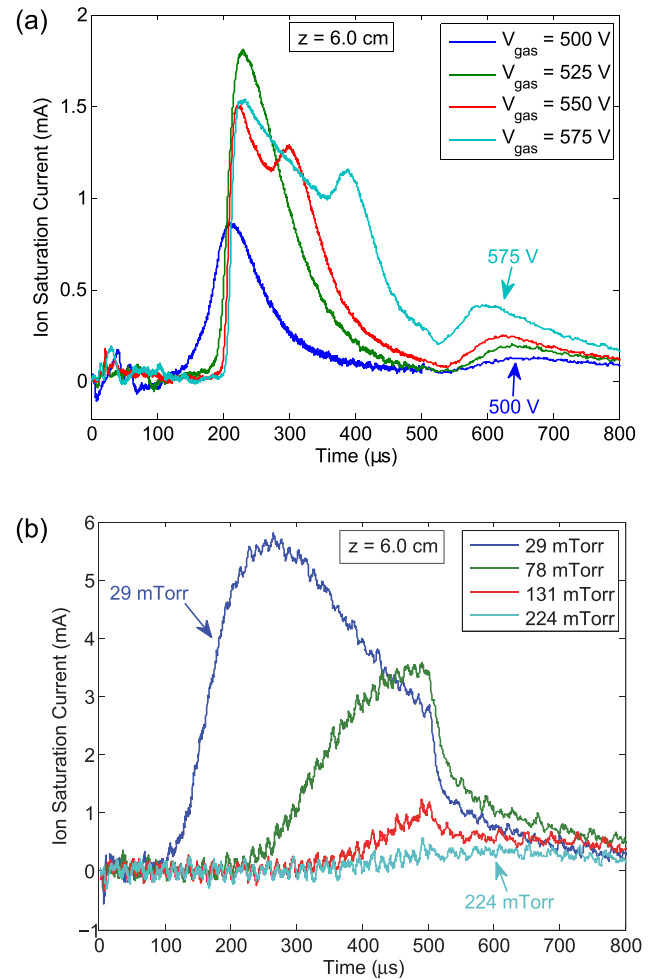 (a)
z = 6.0 cm
V_gas = 500 V
V_gas = 525 V
V_gas = 550 V
V_gas = 575 V
2
1.5
1
0.5
0
Ion Saturation Current (mA)
575 V
500 V
0 100 200 300 400 500 600 700 800
Time (µs)
(b)
z = 6.0 cm
29 mTorr
78 mTorr
131 mTorr
224 mTorr
6
5
4
3
2
1
0
−1
Ion Saturation Current (mA)
29 mTorr
224 mTorr
0 100 200 300 400 500 600 700 800
Time (µs)